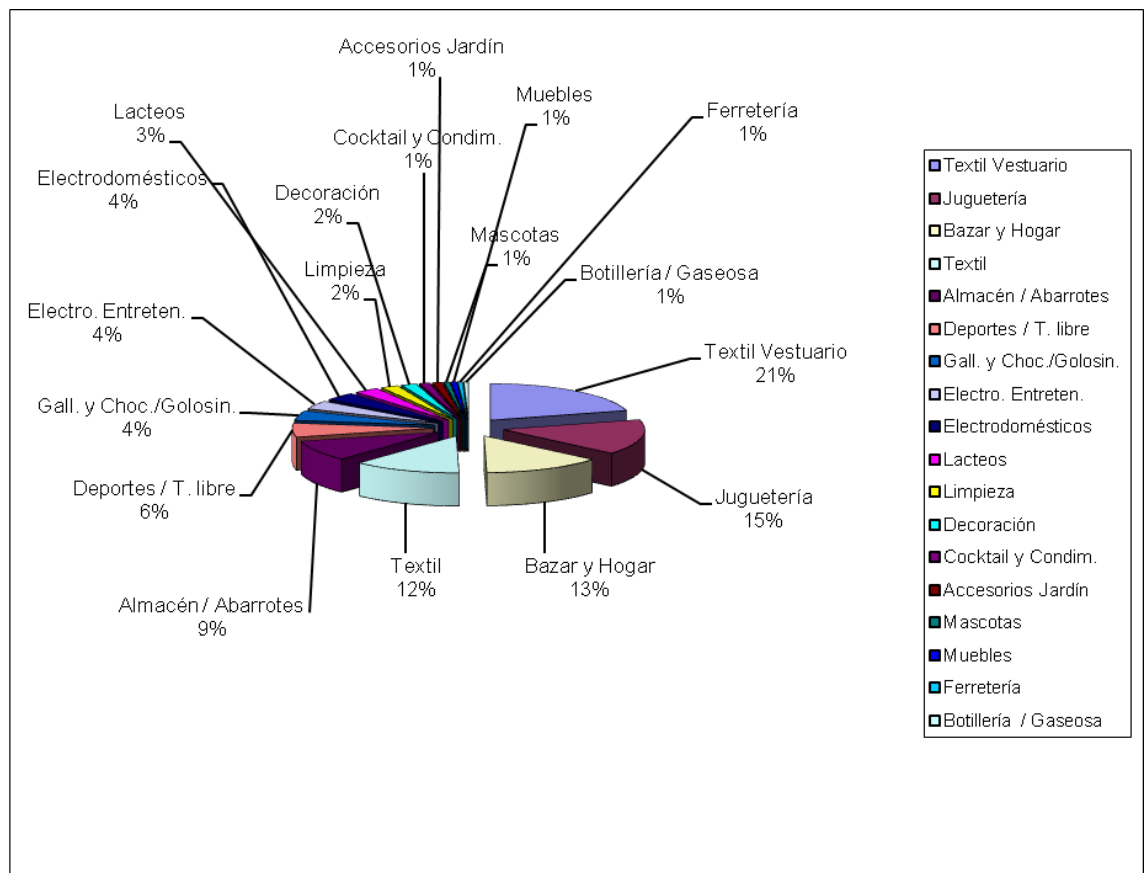 Accesorios Jardín
1%
Muebles
1%
Ferretería
1%
Lacteos
3%
Cocktail y Condim.
1%
Electrodomésticos
4%
Decoración
2%
Mascotas
1%
Limpieza
2%
Botillería / Gaseosa
1%
Electro. Entreten.
4%
Textil Vestuario
21%
Gall. y Choc./Golosin.
4%
Deportes / T. libre
6%
Juguetería
15%
Textil
12%
Bazar y Hogar
13%
Almacén / Abarrotes
9%
Textil Vestuario
Juguetería
Bazar y Hogar
Textil
Almacén / Abarrotes
Deportes / T. libre
Gall. y Choc./Golosin.
Electro. Entreten.
Electrodomésticos
Lacteos
Limpieza
Decoración
Cocktail y Condim.
Accesorios Jardín
Mascotas
Muebles
Ferretería
Botillería / Gaseosa